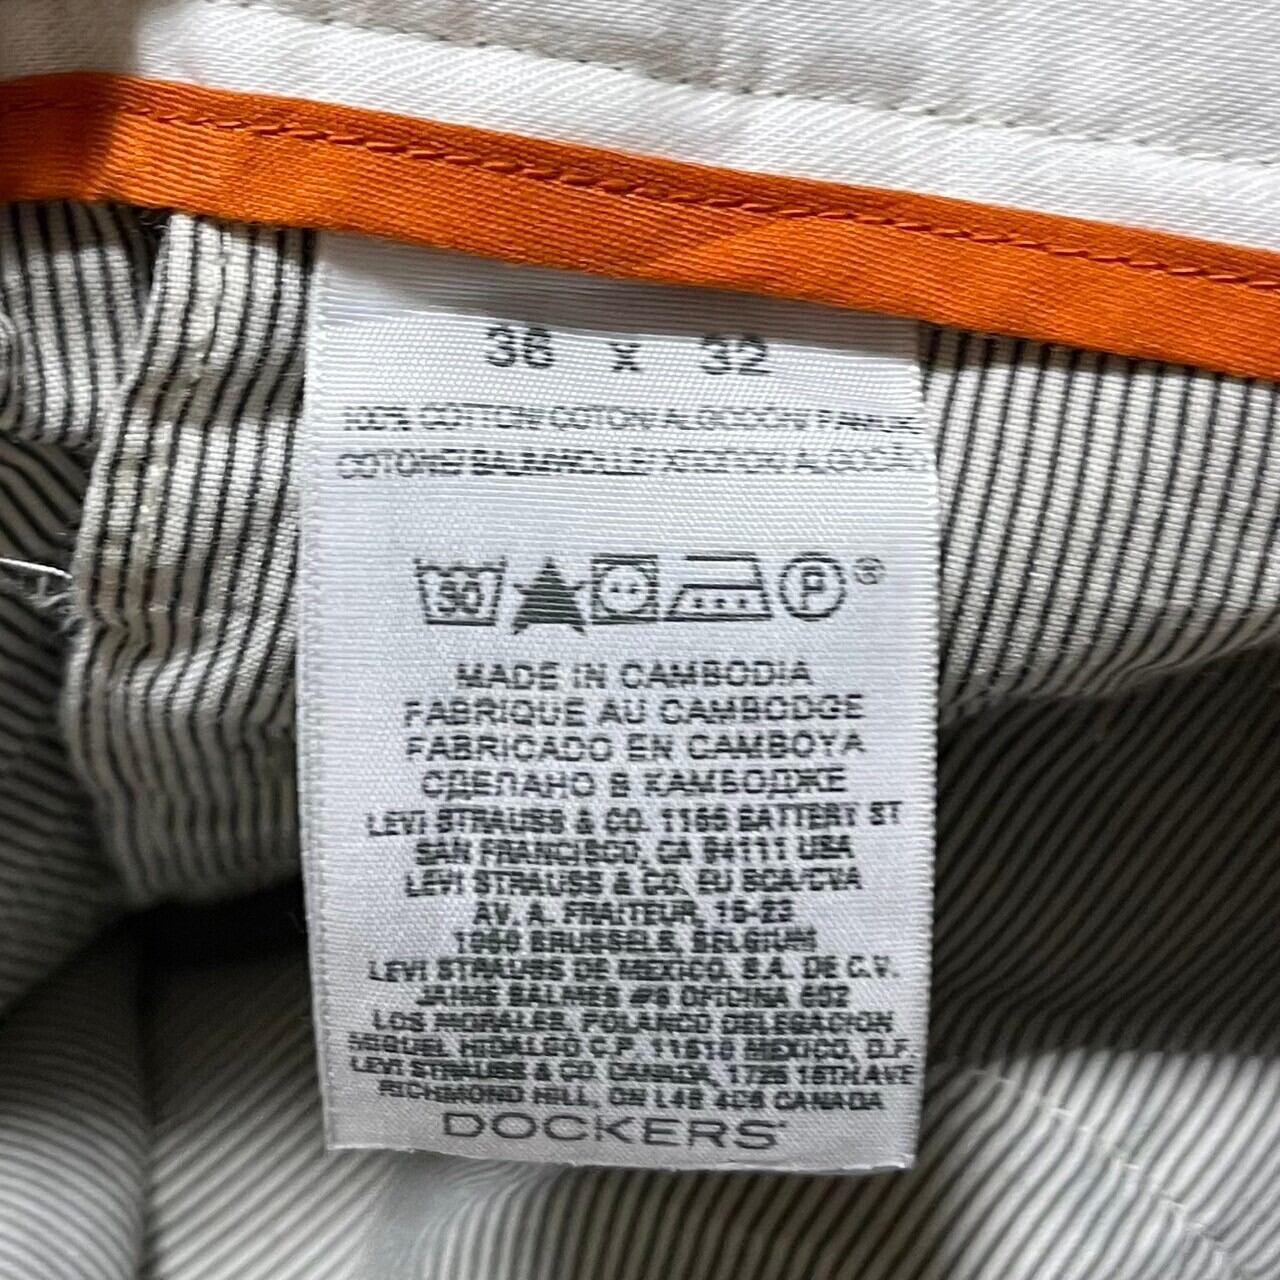 36 x 32
100% COTTON/ COTON/ ALGODÓN/ PAMUK/
COTONE/ BAUMWOLLE/ ХЛОПОК/ ALGODÃO
30 P ®
MADE IN CAMBODIA
FABRIQUE AU CAMBODGE
FABRICADO EN CAMBOYA
СДЕЛАНО В КАМБОДЖЕ
LEVI STRAUSS & CO. 1155 BATTERY ST
SAN FRANCISCO, CA 94111 USA
LEVI STRAUSS & CO. EU BCA/CVA
AV. A. FRAITEUR, 15-23
1050 BRUSSELS, BELGIUM
LEVI STRAUSS DE MEXICO, S.A. DE C.V.
JAIME BALMES #8 OFICINA 602
LOS MORALES, POLANCO DELEGACION
MIGUEL HIDALGO C.P. 11510 MEXICO, D.F.
LEVI STRAUSS & CO. CANADA, 1725 16TH AVE
RICHMOND HILL, ON L4B 4C6 CANADA
DOCKERS